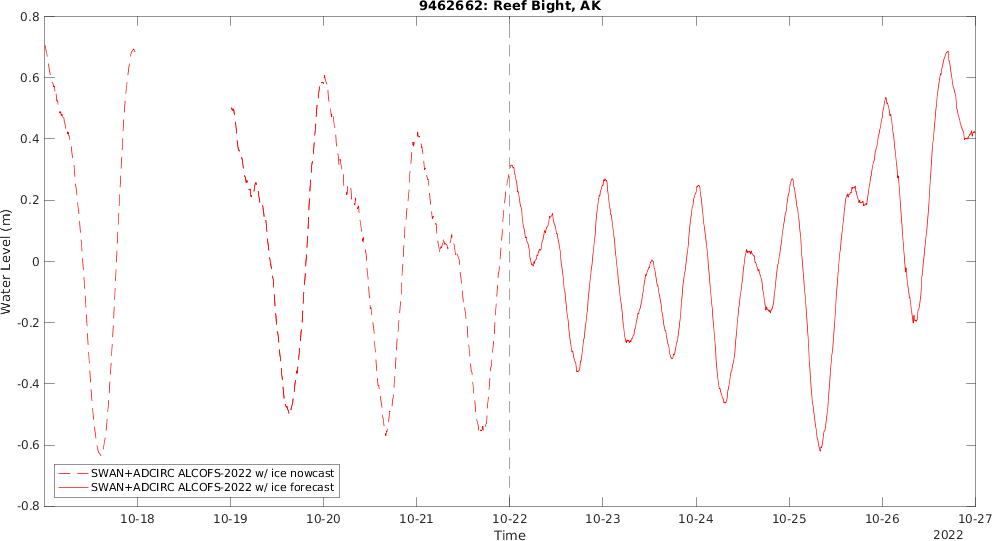 9462662: Reef Bight, AK
0.8
0.6
0.4
0.2
0
-0.2
-0.4
-0.6
-0.8
Water Level (m)
SWAN+ADCIRC ALCOFS-2022 w/ ice nowcast
SWAN+ADCIRC ALCOFS-2022 w/ ice forecast
10-18 10-19 10-20 10-21 10-22 10-23 10-24 10-25 10-26 10-27
Time
2022